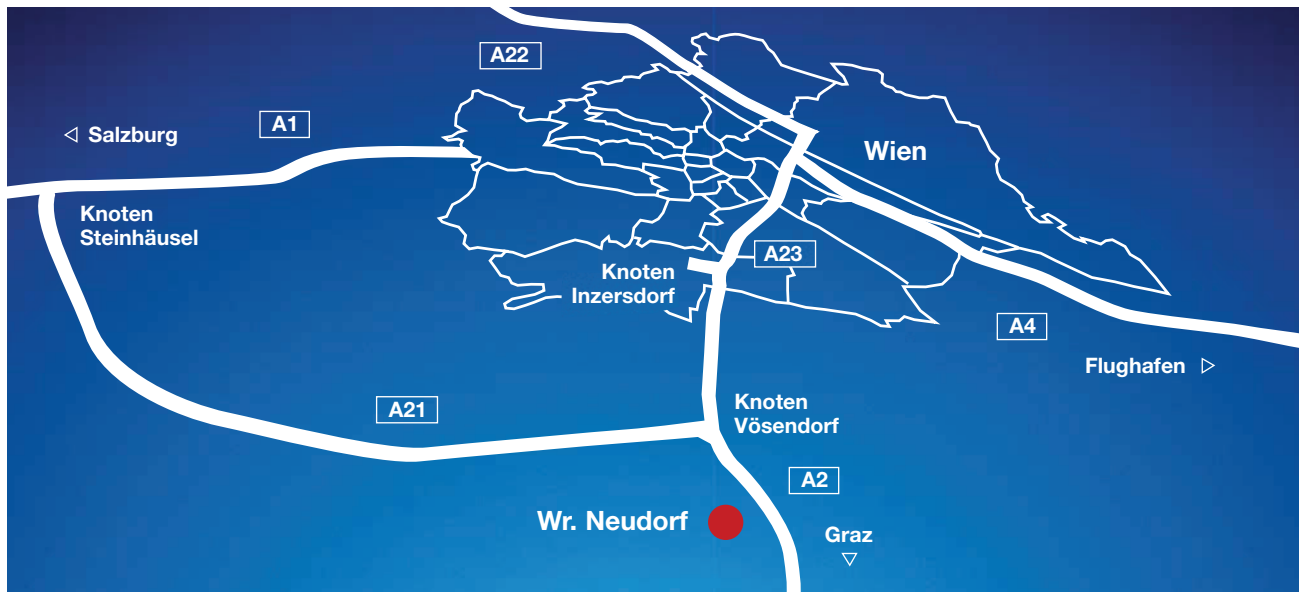 A22
A1
Salzburg
Wien
Knoten
Steinhäusel
A23
Knoten
Inzersdorf
A4
Flughafen
A21
Knoten
Vösendorf
A2
Wr. Neudorf
Graz